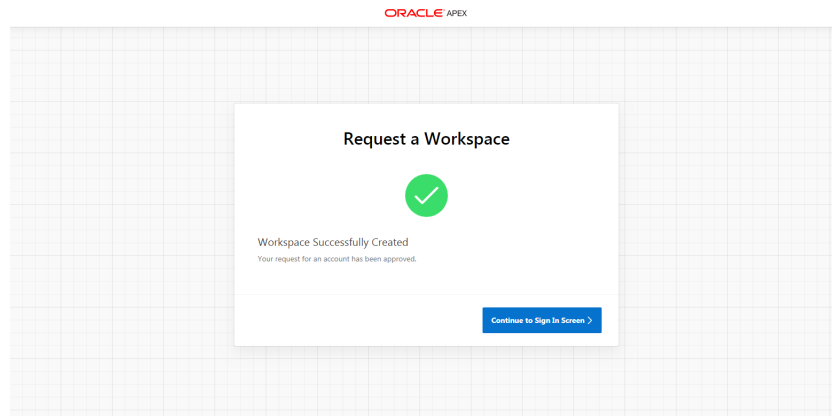 ORACLE APEX
Request a Workspace
Workspace Successfully Created
Your request for an account has been approved.
Continue to Sign In Screen